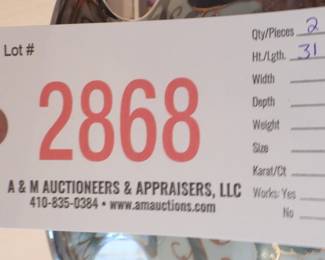 Lot #
2868
A & M AUCTIONEERS & APPRAISERS, LLC
410-835-0384 • www.amauctions.com
Qty/Pieces 2
Ht./Lgth. 31
Width
Depth
Weight
Size
Karat/Ct
Works: Yes
No